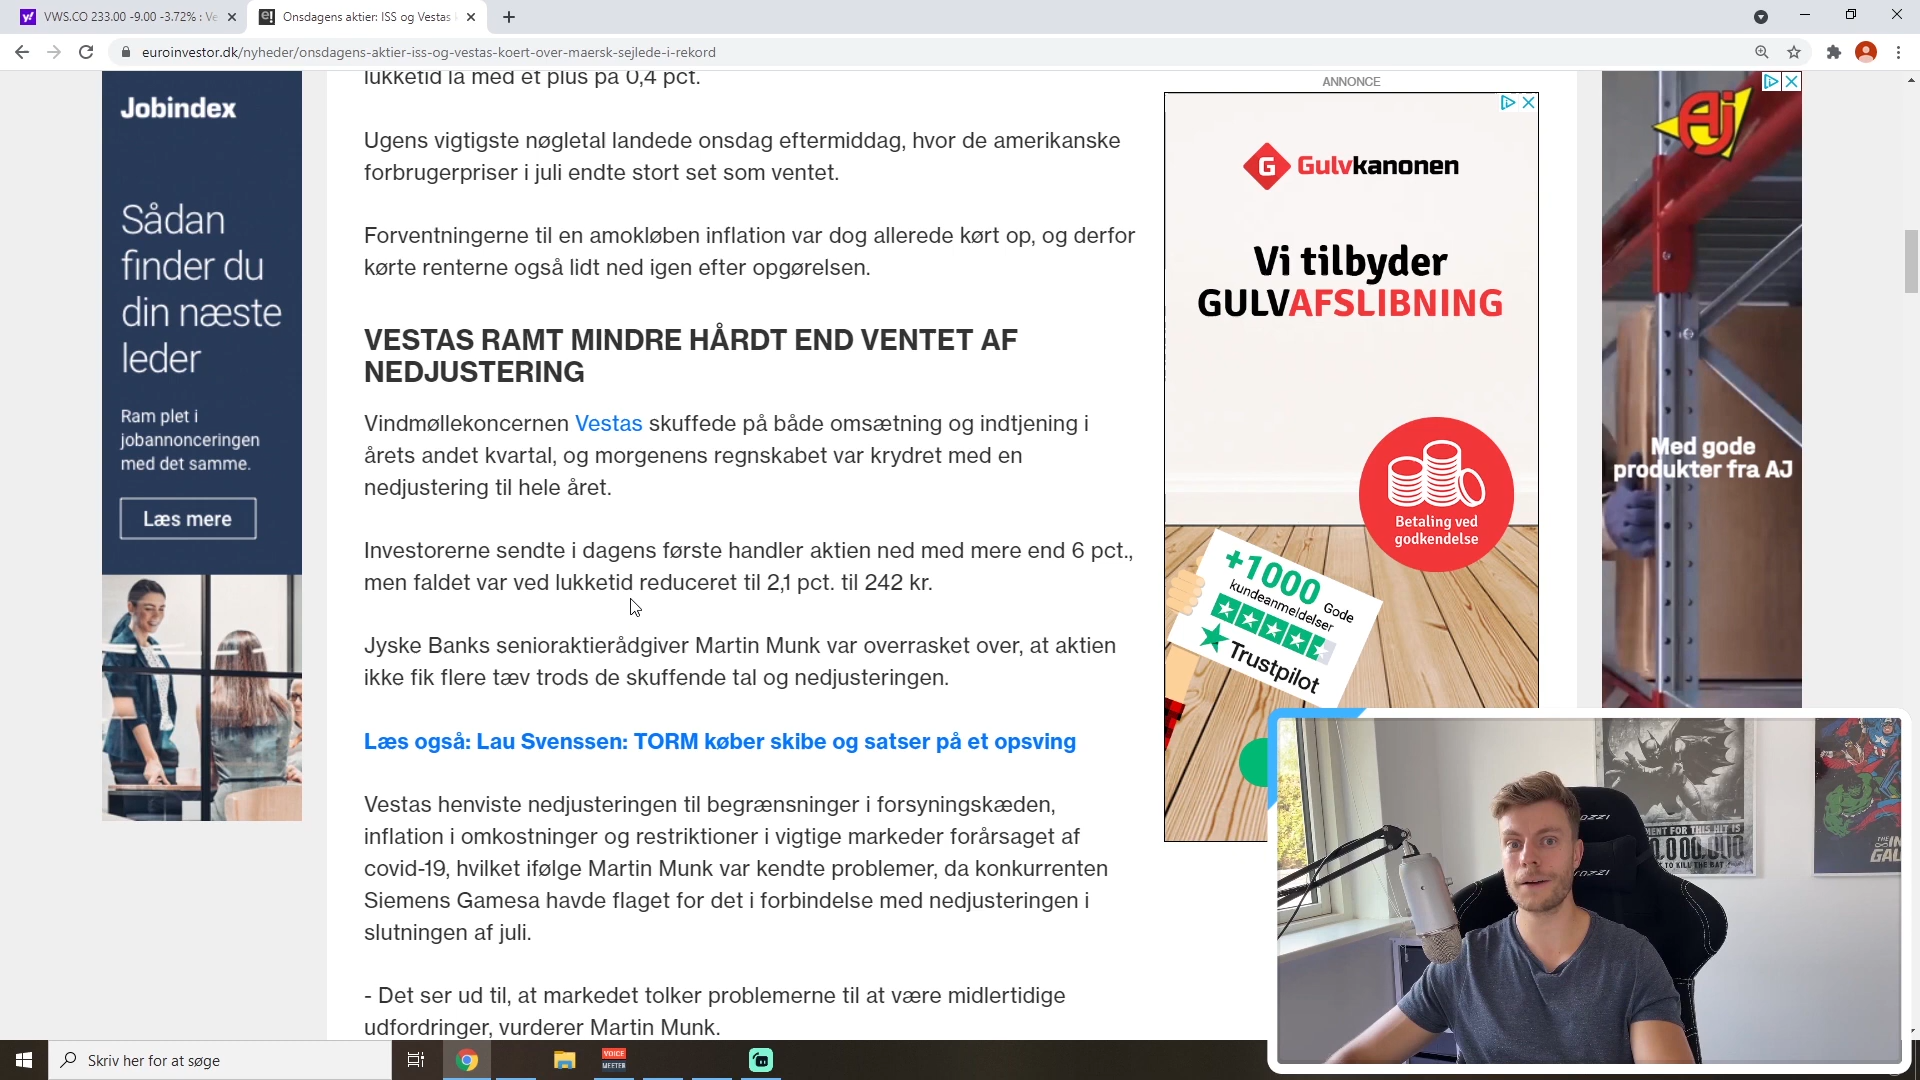 VWS.CO 233.00 -9.00 -3.72% : Ve
Onsdagens aktier: ISS og Vestas k
euroinvestor.dk/nyheder/onsdagens-aktier-iss-og-vestas-koert-over-maersk-sejlede-i-rekord
lukketid lå med et plus på 0,4 pct.
Ugens vigtigste nøgletal landede onsdag eftermiddag, hvor de amerikanske
forbrugerpriser i juli endte stort set som ventet.
Forventningerne til en amokløben inflation var dog allerede kørt op, og derfor
kørte renterne også lidt ned igen efter opgørelsen.
VESTAS RAMT MINDRE HÅRDT END VENTET AF
NEDJUSTERING
Vindmøllekoncernen Vestas skuffede på både omsætning og indtjening i
årets andet kvartal, og morgenens regnskabet var krydret med en
nedjustering til hele året.
Investorerne sendte i dagens første handler aktien ned med mere end 6 pct.,
men faldet var ved lukketid reduceret til 2,1 pct. til 242 kr.
Jyske Banks senioraktierådgiver Martin Munk var overrasket over, at aktien
ikke fik flere tæv trods de skuffende tal og nedjusteringen.
Læs også: Lau Svenssen: TORM køber skibe og satser på et opsving
Vestas henviste nedjusteringen til begrænsninger i forsyningskæden,
inflation i omkostninger og restriktioner i vigtige markeder forårsaget af
covid-19, hvilket ifølge Martin Munk var kendte problemer, da konkurrenten
Siemens Gamesa havde flaget for det i forbindelse med nedjusteringen i
slutningen af juli.
- Det ser ud til, at markedet tolker problemerne til at være midlertidige
udfordringer, vurderer Martin Munk.
Jobindex
Sådan
finder du
din næste
leder
Ram plet i
jobannonceringen
med det samme.
Læs mere
ANNONCE
G Gulvkanonen
Vi tilbyder
GULVAFSLIBNING
Betaling ved
godkendelse
+1000
Gode
kundeanmeldelser
Trustpilot
Aj
Med gode
produkter fra AJ
MENT FOR THIS HIT IS
TO KILL THE BAT
Skriv her for at søge
VOICE
MEETER